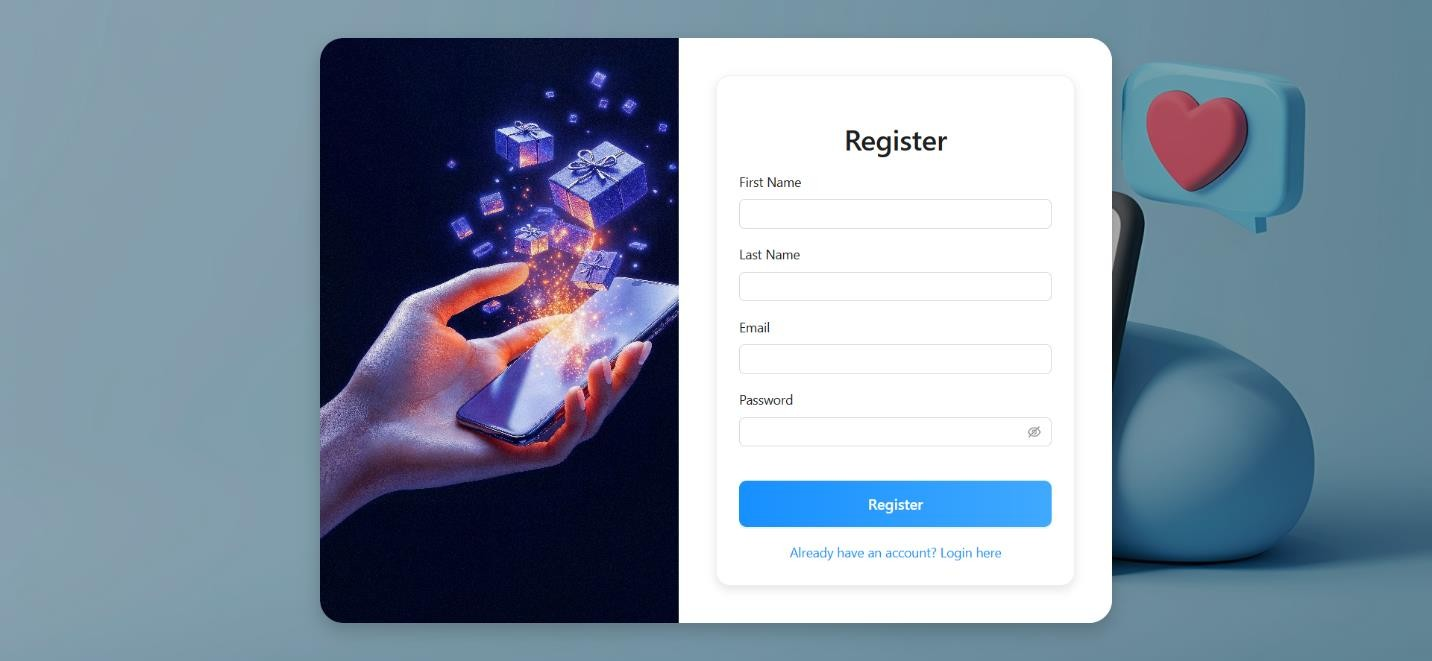 Register
First Name
Last Name
Email
Password
Register
Already have an account? Login here